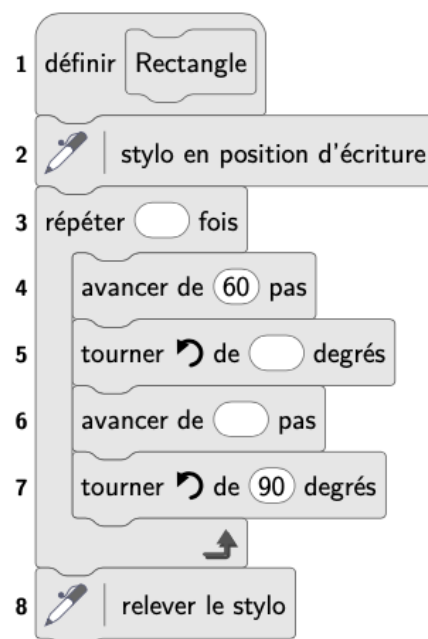 1 définir Rectangle
2 stylo en position d'écriture
3 répéter fois
4 avancer de 60 pas
5 tourner de degrés
6 avancer de pas
7 tourner de 90 degrés
8 relever le stylo